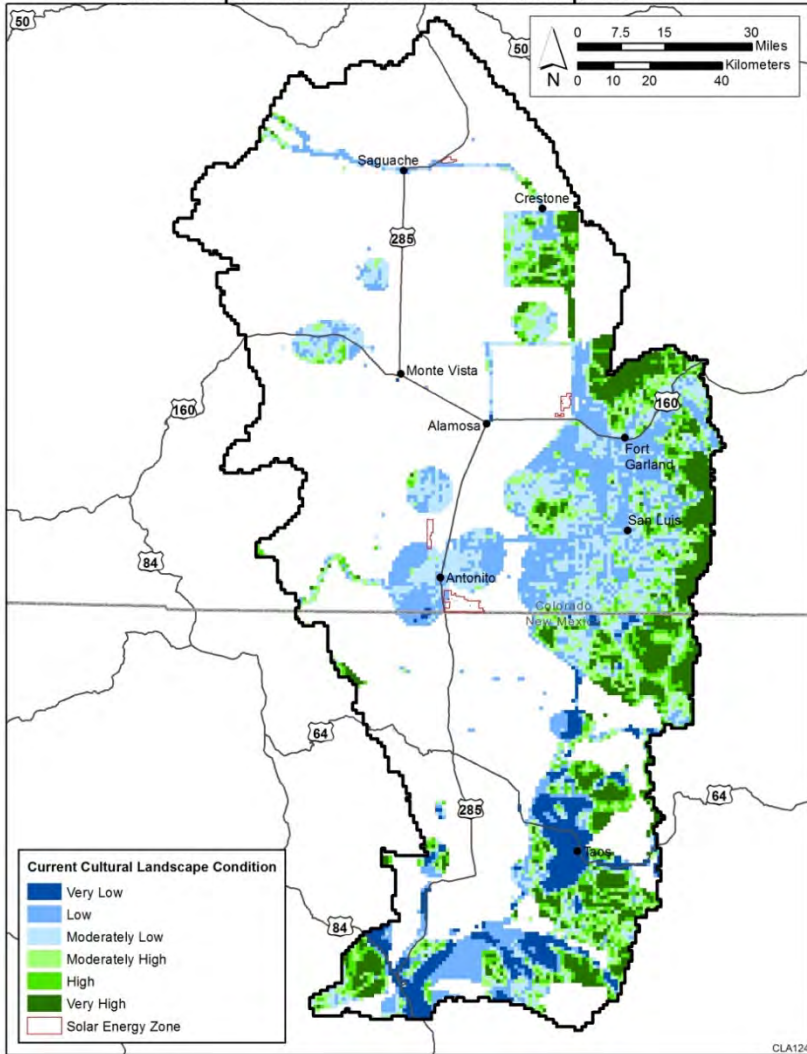 50
50
0 7.5 15 30
Miles
Kilometers
0 10 20 40
N
Saguache
Crestone
285
Monte Vista
160
160
Alamosa
Fort
Garland
San Luis
84
Antonito
Colorado
New Mexico
64
64
285
Taos
84
Current Cultural Landscape Condition
Very Low
Low
Moderately Low
Moderately High
High
Very High
Solar Energy Zone
CLA124